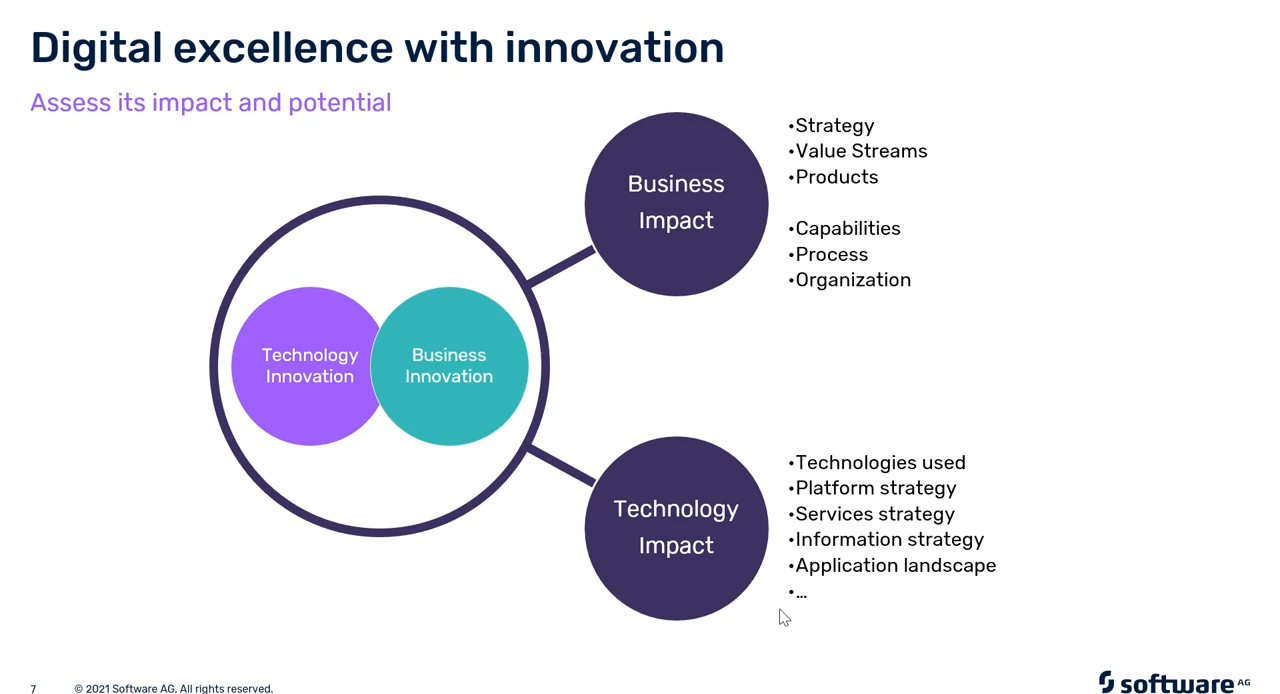 Digital excellence with innovation
Assess its impact and potential
Technology
Innovation
Business
Innovation
Business
Impact
•Strategy
•Value Streams
•Products
•Capabilities
•Process
•Organization
Technology
Impact
•Technologies used
•Platform strategy
•Services strategy
•Information strategy
•Application landscape
•...
7
© 2021 Software AG. All rights reserved.
software AG